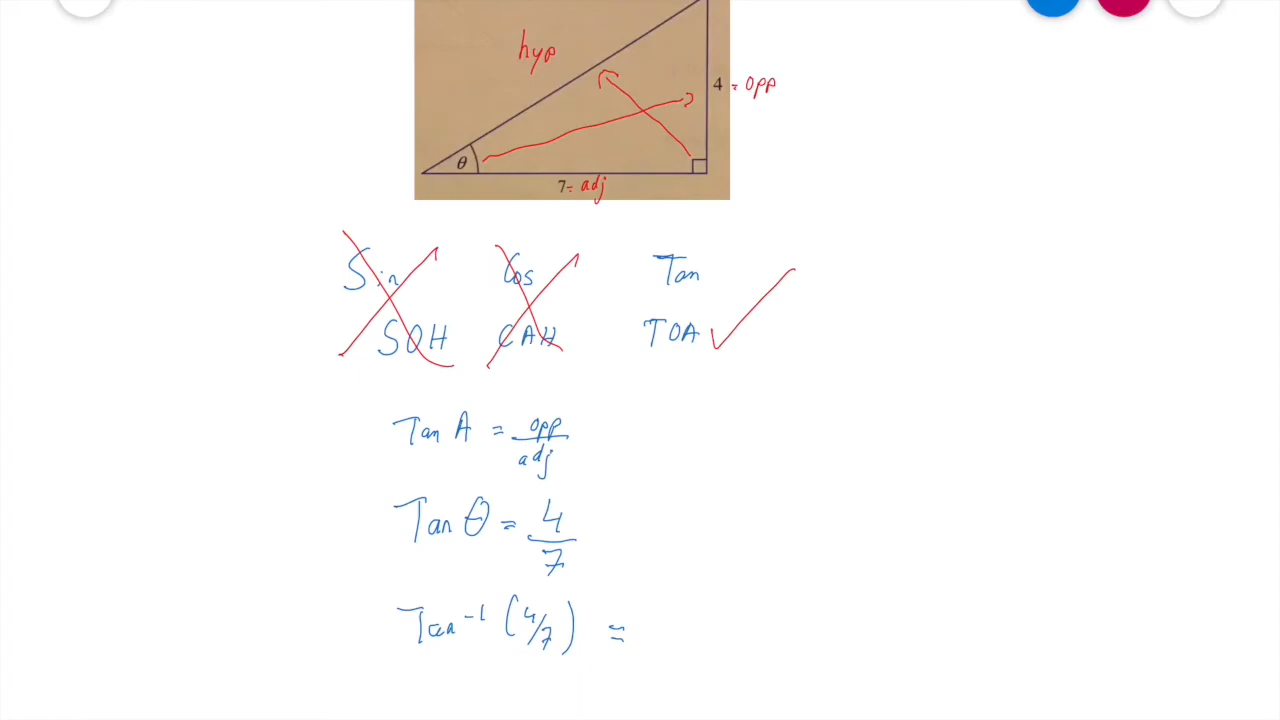 hyp
4 = opp
θ
7 = adj
Sin Cos Tan
SOH CAH TOA
Tan A = opp/adj
Tan θ = 4/7
Tan⁻¹ (4/7) =